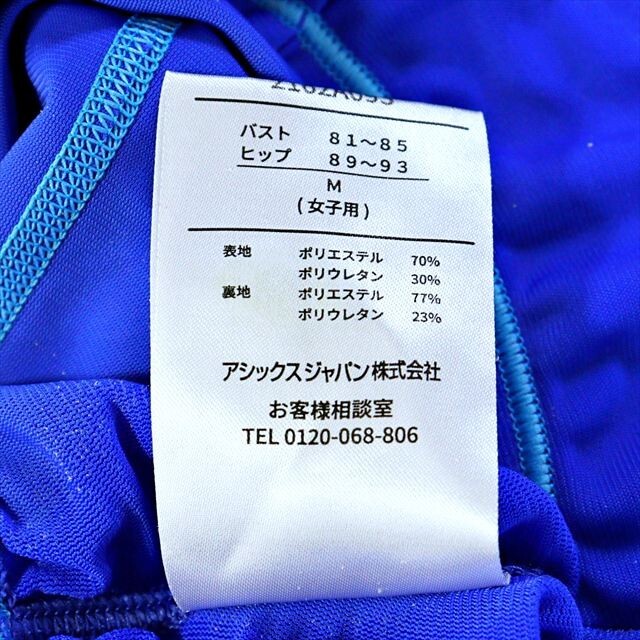 2162A093
バスト 81~85
ヒップ 89~93
M
(女子用)
表地 ポリエステル 70%
ポリウレタン 30%
裏地 ポリエステル 77%
ポリウレタン 23%
アシックスジャパン株式会社
お客様相談室
TEL 0120-068-806